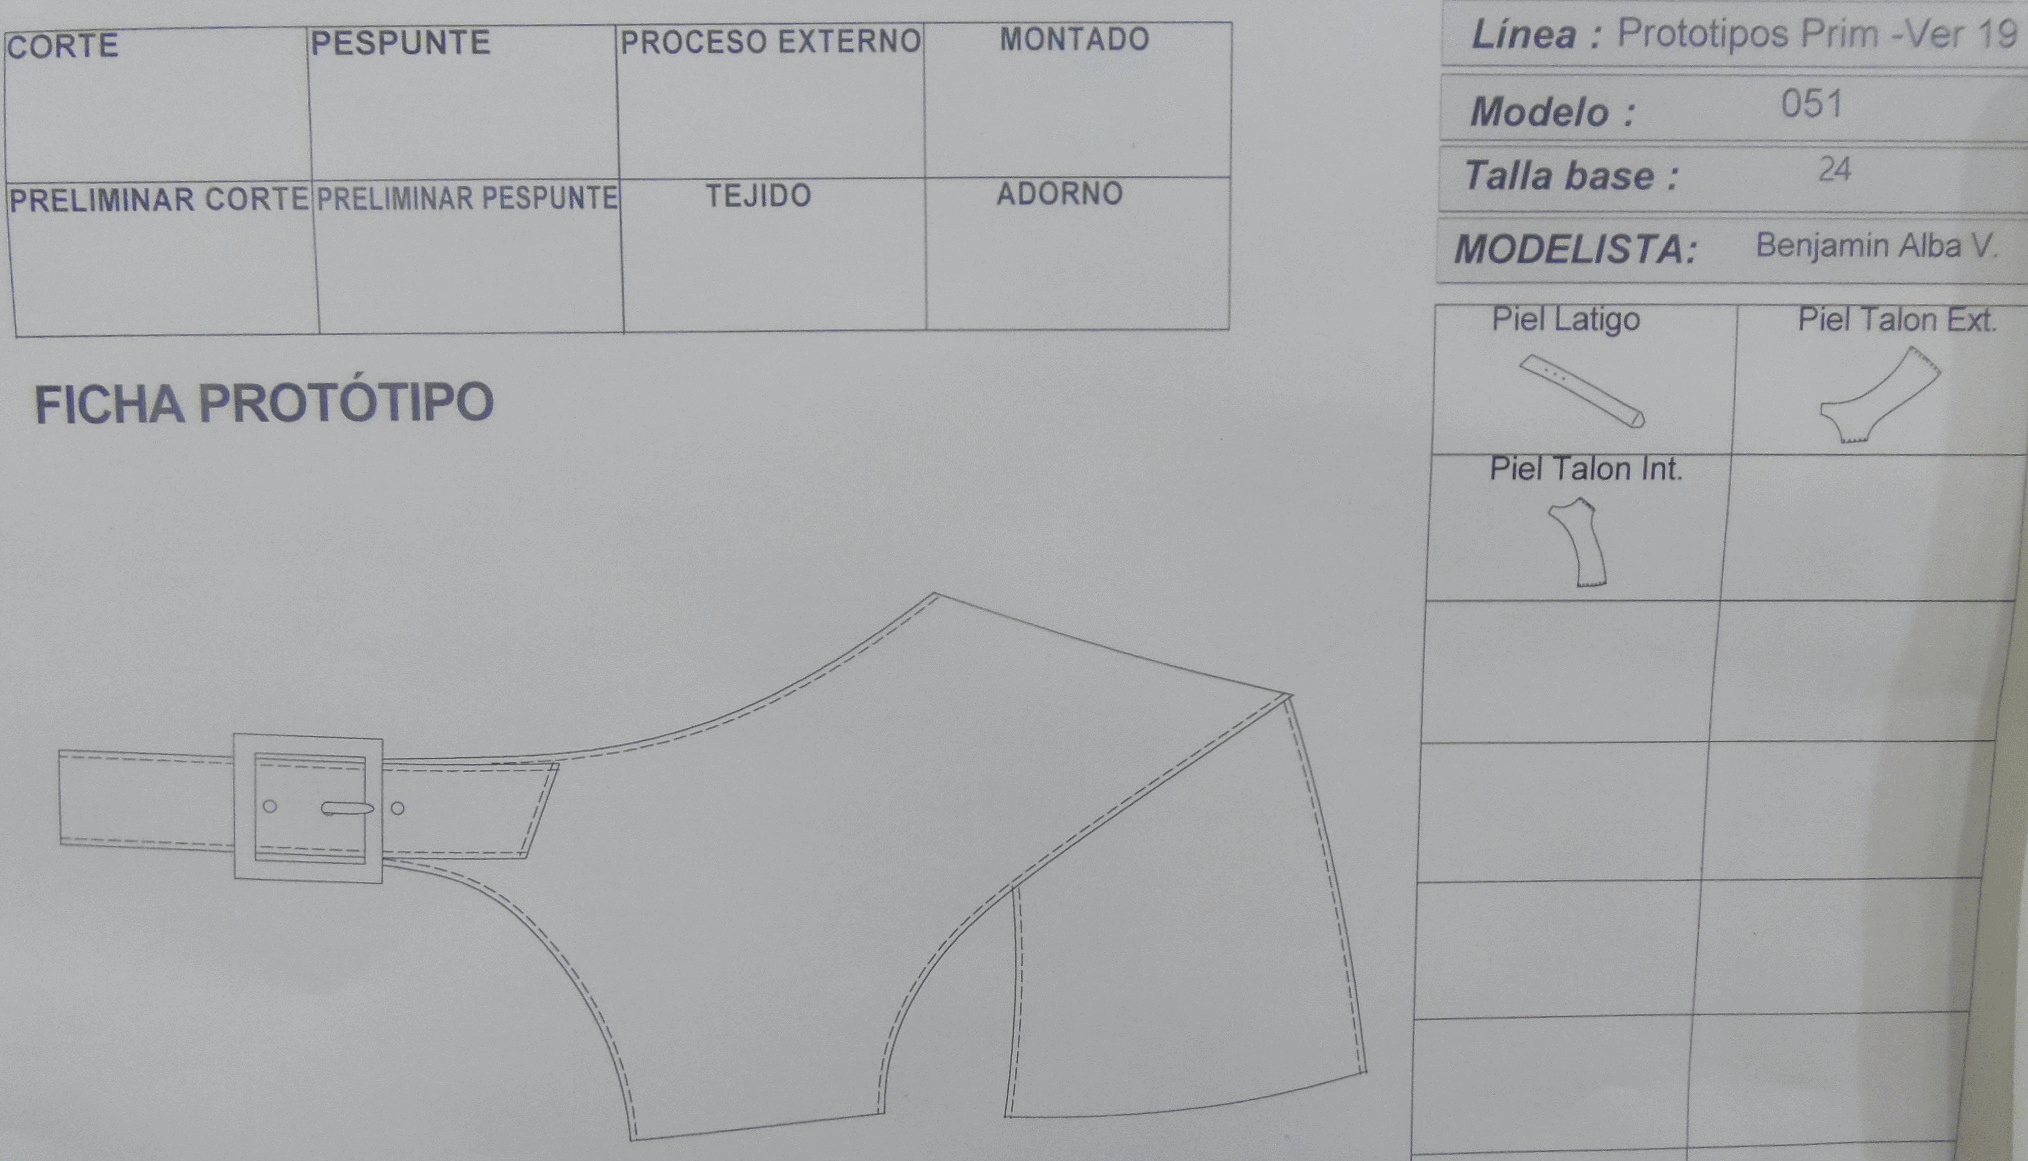 CORTE PESPUNTE PROCESO EXTERNO MONTADO
PRELIMINAR CORTE PRELIMINAR PESPUNTE TEJIDO ADORNO
FICHA PROTÓTIPO
Línea : Prototipos Prim -Ver 19
Modelo : 051
Talla base : 24
MODELISTA: Benjamin Alba V.
Piel Latigo Piel Talon Ext.
Piel Talon Int.